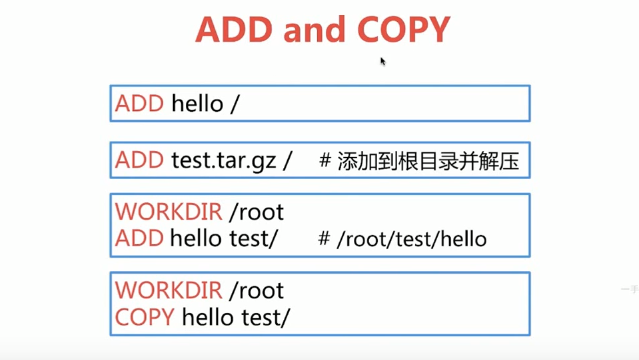 ADD and COPY
ADD hello /
ADD test.tar.gz / # 添加到根目录并解压
WORKDIR /root
ADD hello test/ # /root/test/hello
WORKDIR /root
COPY hello test/